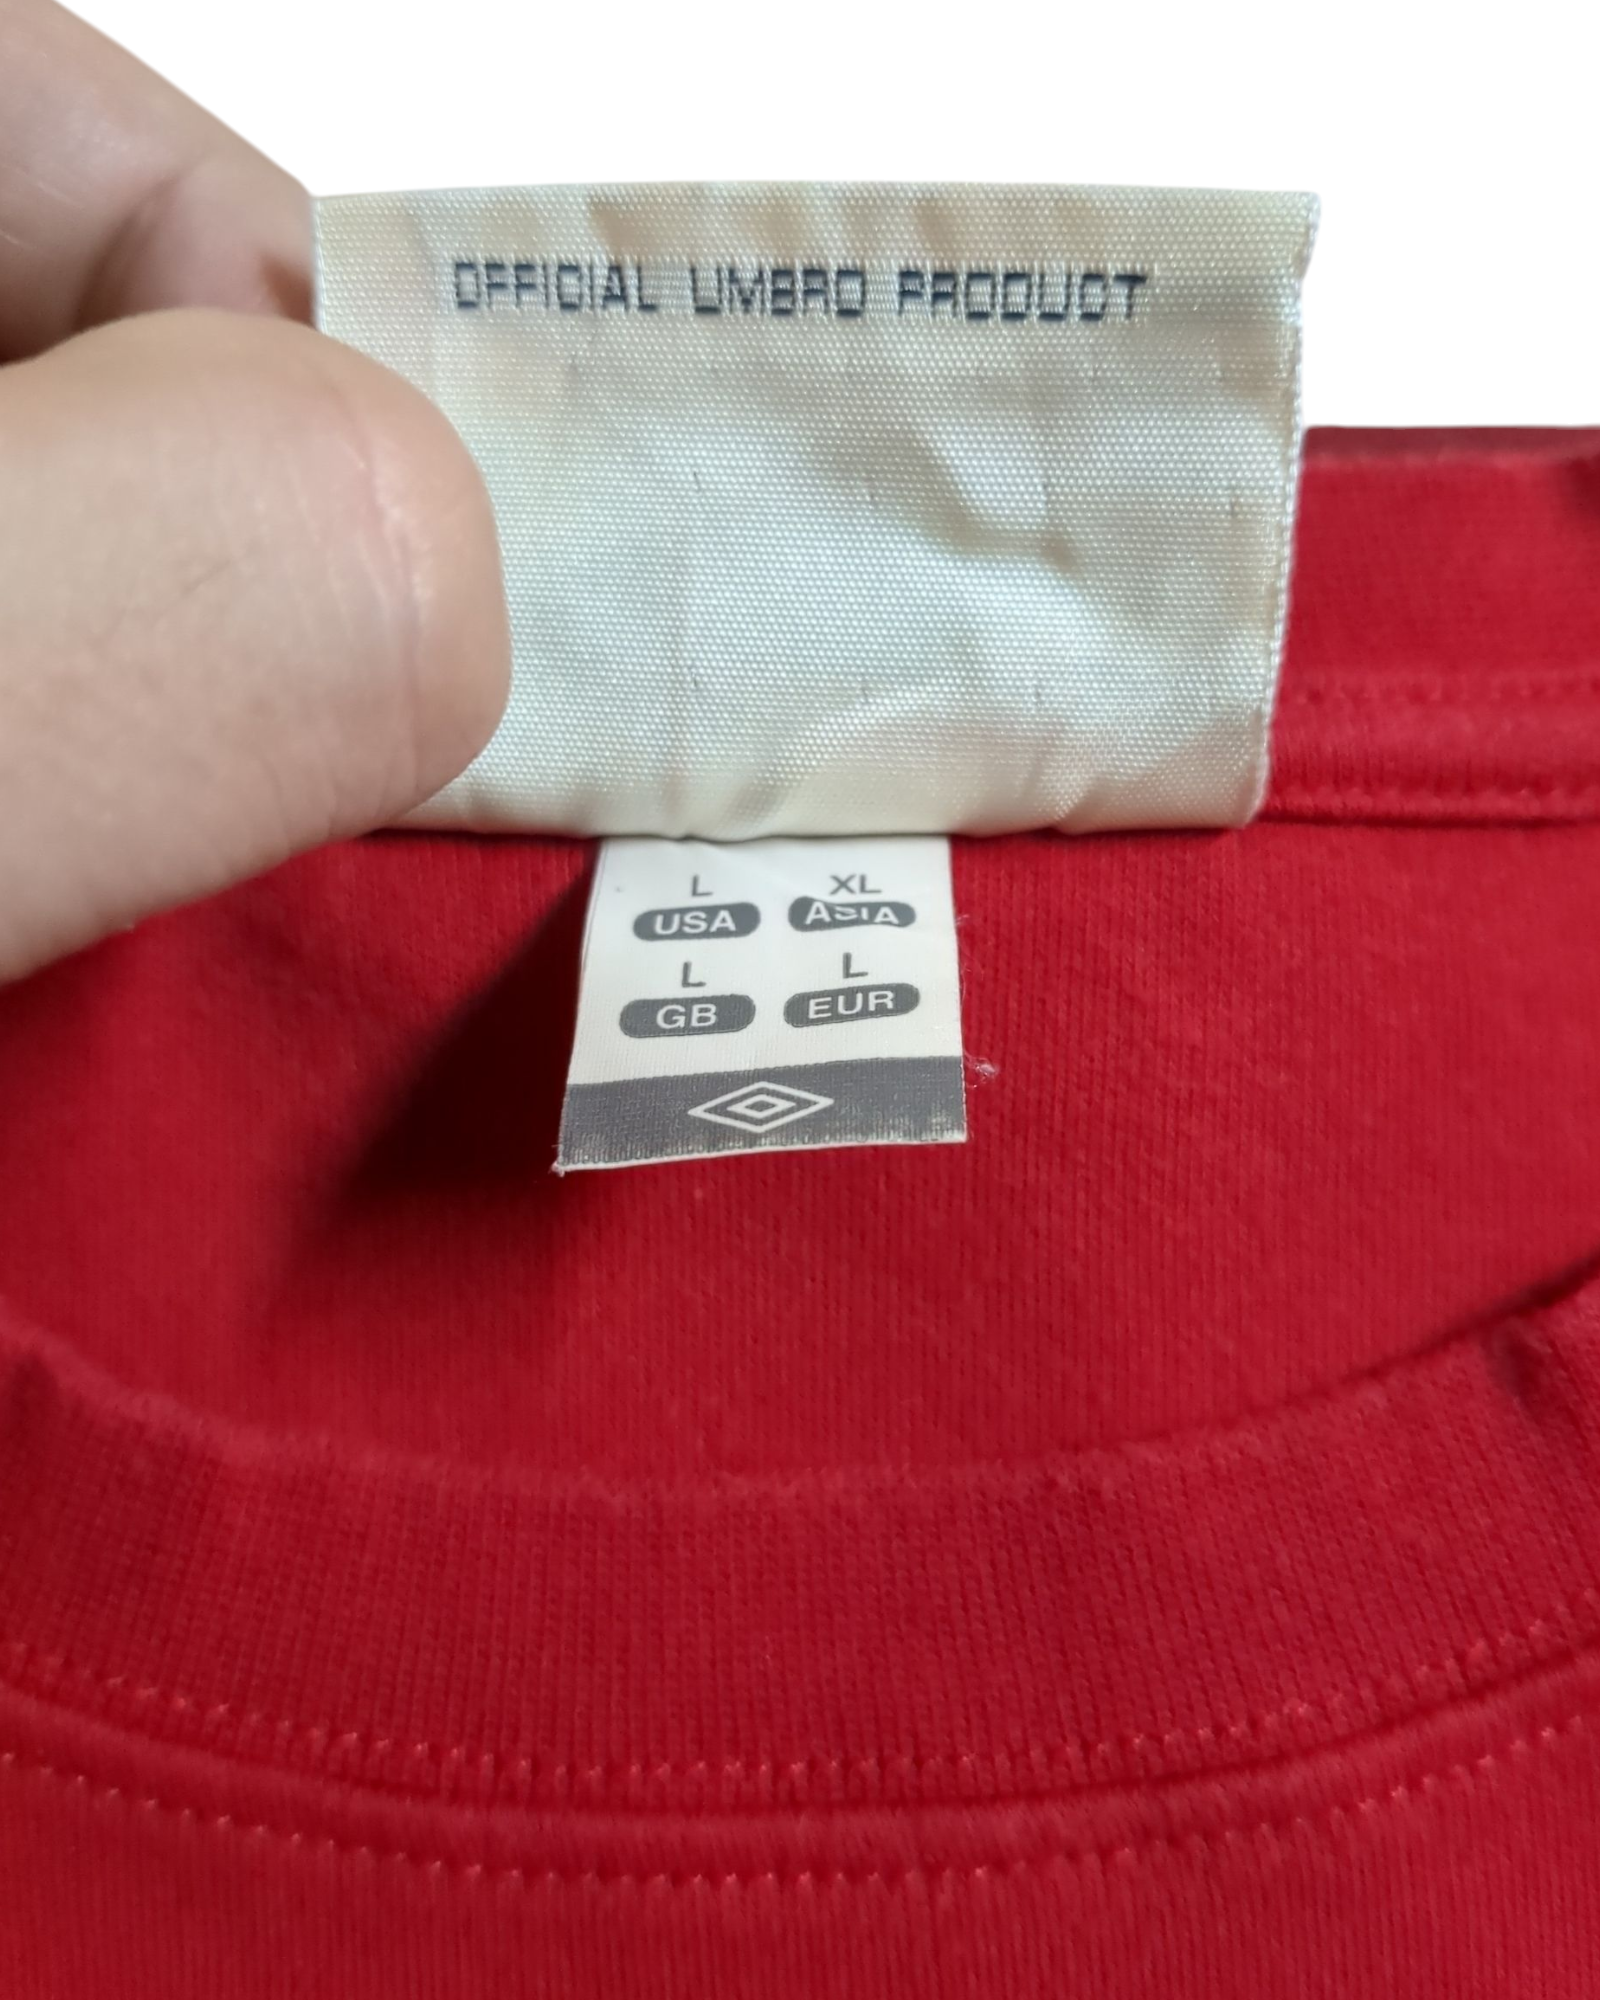 OFFICIAL UMBRO PRODUCT
L XL
USA ASIA
L L
GB EUR